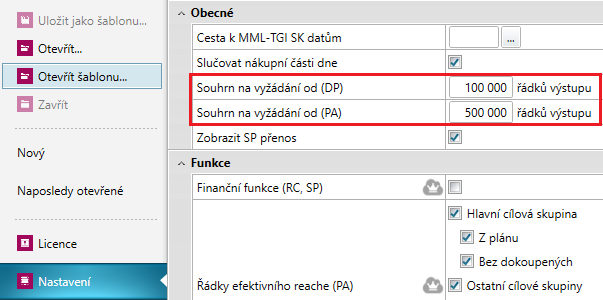 Uložit jako šablonu...
Otevřít...
Otevřít šablonu...
Zavřít
Nový
Naposledy otevřené
Licence
Nastavení
Obecné
Cesta k MML-TGI SK datům ...
Slučovat nákupní části dne
Souhrn na vyžádání od (DP) 100 000 řádků výstupu
Souhrn na vyžádání od (PA) 500 000 řádků výstupu
Zobrazit SP přenos
Funkce
Finanční funkce (RC, SP)
Hlavní cílová skupina
Z plánu
Bez dokoupených
Řádky efektivního reache (PA) Ostatní cílové skupiny